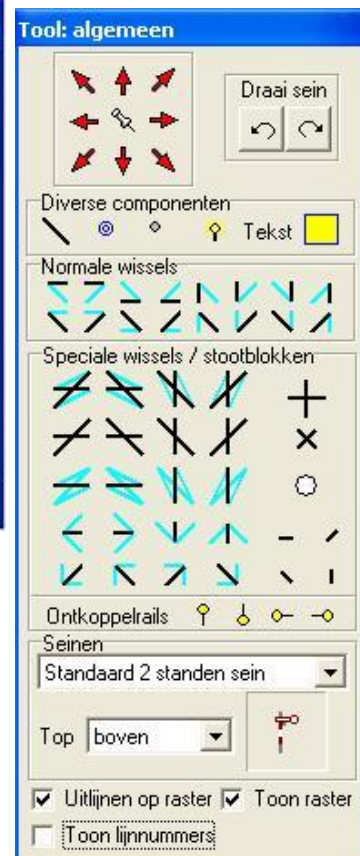 Tool: algemeen
Draai sein
Diverse componenten
Tekst
Normale wissels
Speciale wissels / stootblokken
Ontkoppelrails
Seinen
Standaard 2 standen sein
Top boven
Uitlijnen op raster Toon raster
Toon lijnnummers